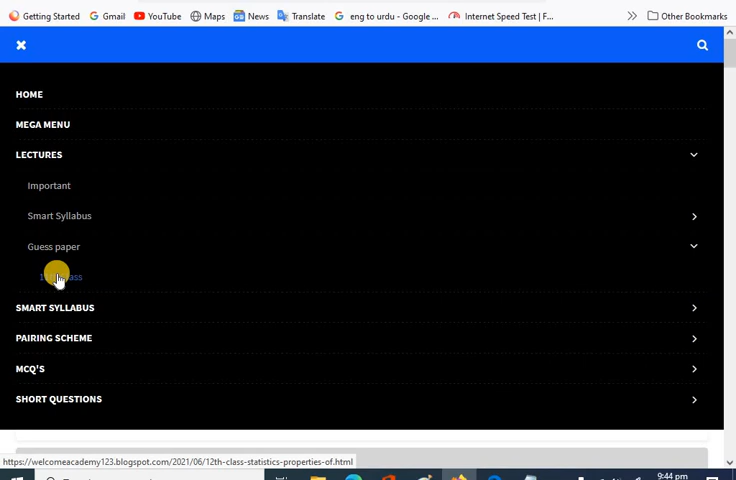 Getting Started Gmail YouTube Maps News Translate eng to urdu - Google ... Internet Speed Test | F... Other Bookmarks
HOME
MEGA MENU
LECTURES
Important
Smart Syllabus
Guess paper
SMART SYLLABUS
PAIRING SCHEME
MCQ'S
SHORT QUESTIONS
https://welcomeacademy123.blogspot.com/2021/06/12th-class-statistics-properties-of.html
9:44 pm